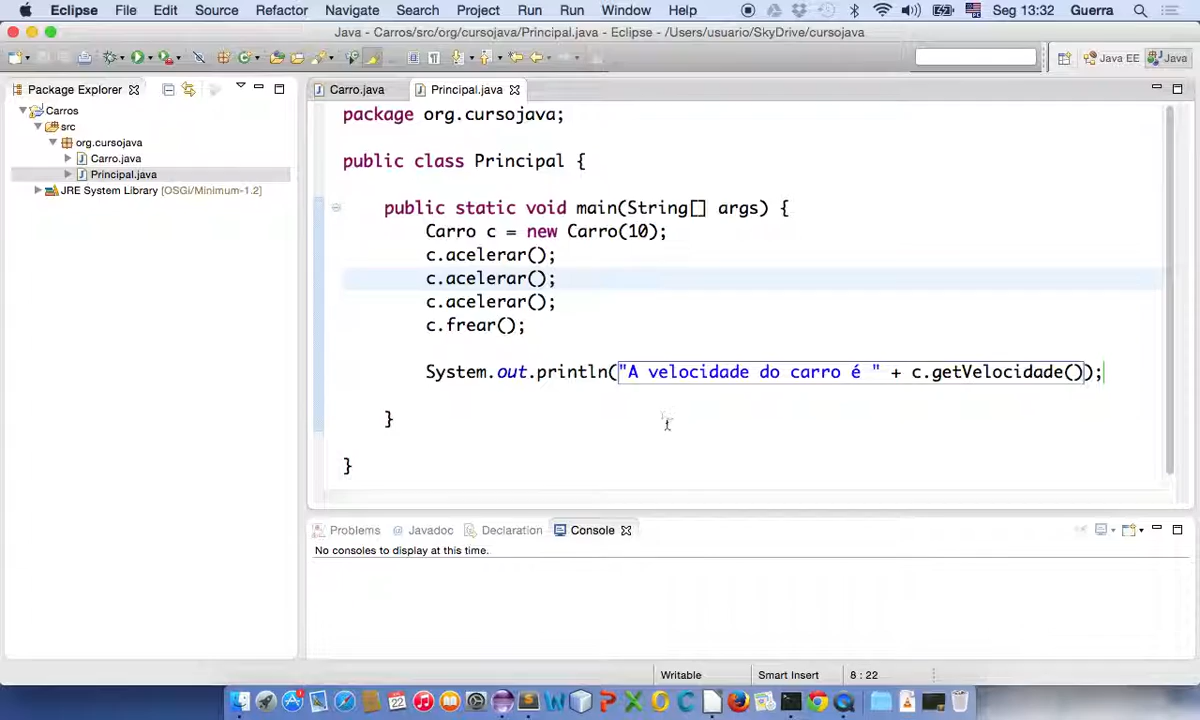 Eclipse File Edit Source Refactor Navigate Search Project Run Run Window Help Seg 13:32 Guerra
Java - Carros/src/org/cursojava/Principal.java - Eclipse - /Users/usuario/SkyDrive/cursojava
Java EE Java
Package Explorer
Carros
src
org.cursojava
Carro.java
Principal.java
JRE System Library [OSGi/Minimum-1.2]
Carro.java Principal.java
package org.cursojava;
public class Principal {
public static void main(String[] args) {
Carro c = new Carro(10);
c.acelerar();
c.acelerar();
c.acelerar();
c.frear();
System.out.println("A velocidade do carro é " + c.getVelocidade());
}
}
Problems Javadoc Declaration Console
No consoles to display at this time.
Writable Smart Insert 8 : 22